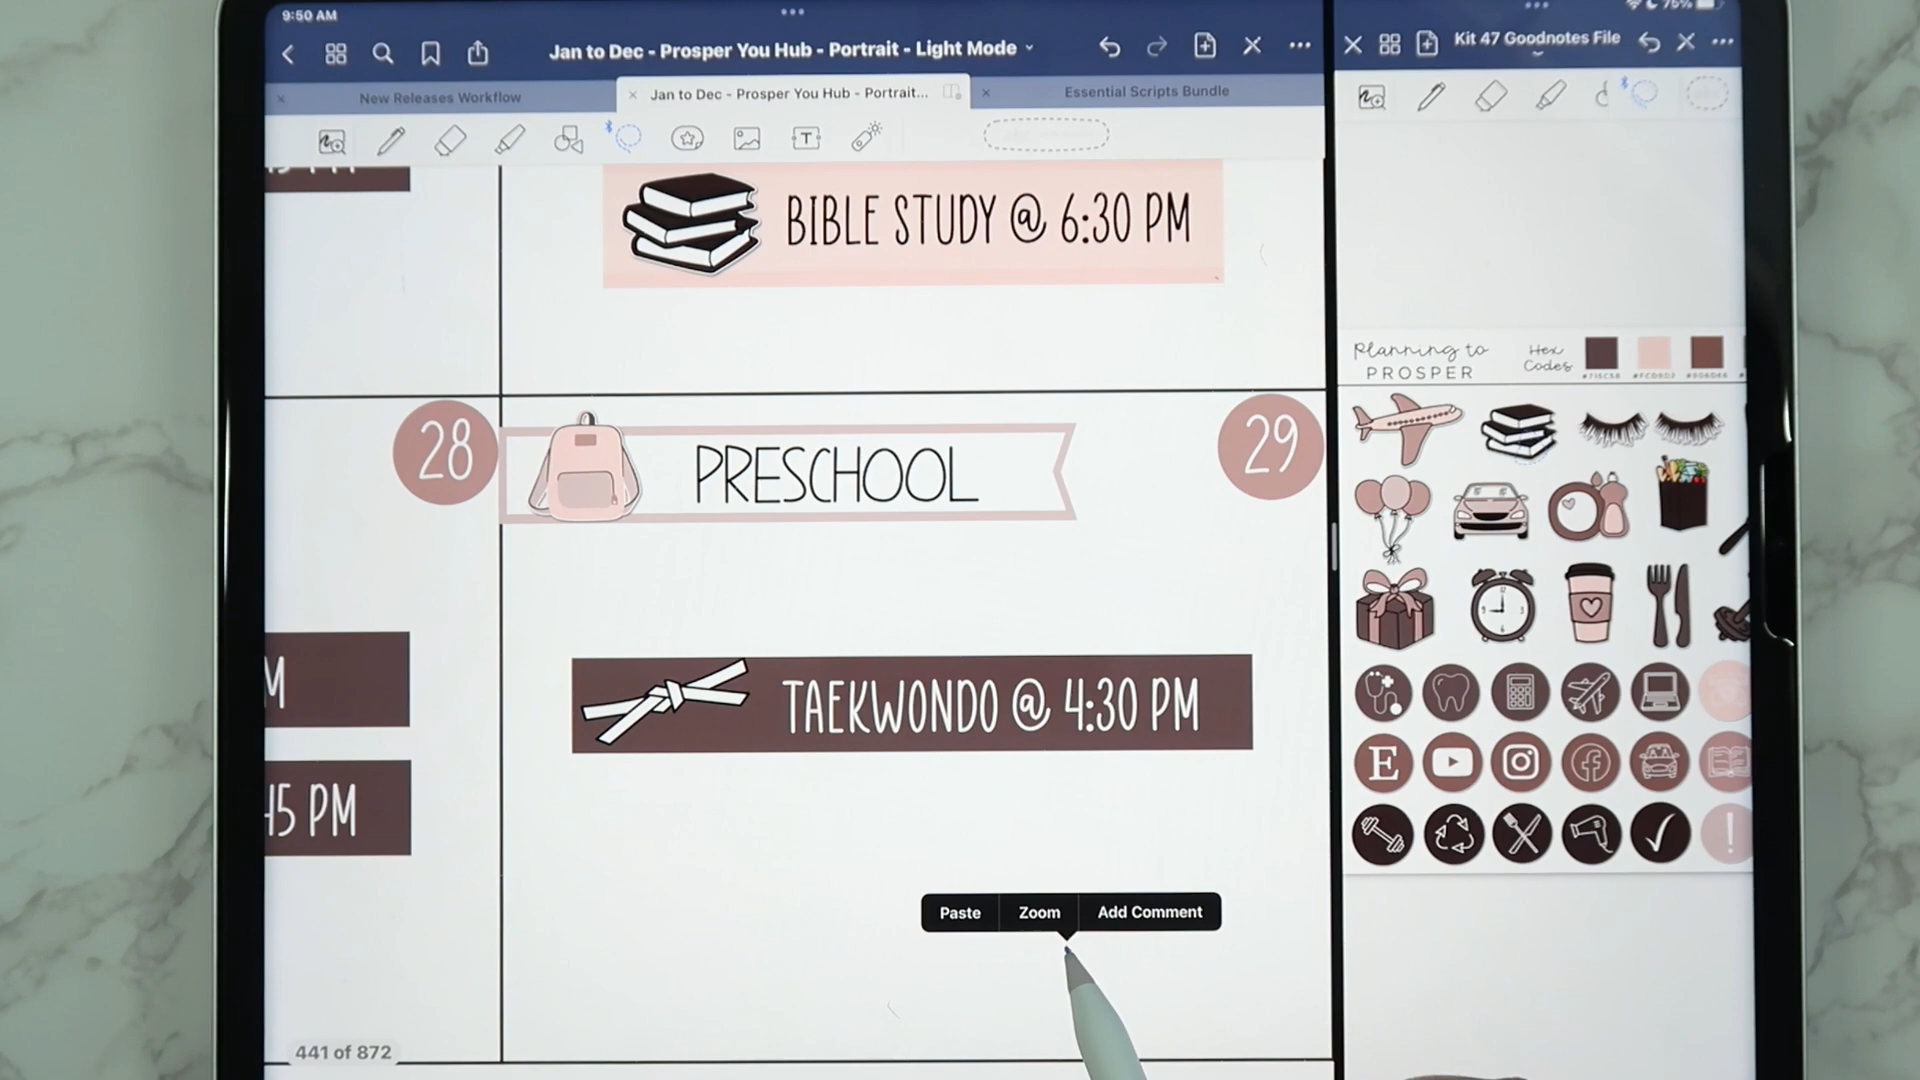 9:50 AM
75%
Jan to Dec - Prosper You Hub - Portrait - Light Mode
Kit 47 Goodnotes File
New Releases Workflow
Jan to Dec - Prosper You Hub - Portrait...
Essential Scripts Bundle
T
BIBLE STUDY @ 6:30 PM
Planning to
PROSPER
Hex
Codes
28
PRESCHOOL
29
M
TAEKWONDO @ 4:30 PM
45 PM
E
Paste
Zoom
Add Comment
441 of 872